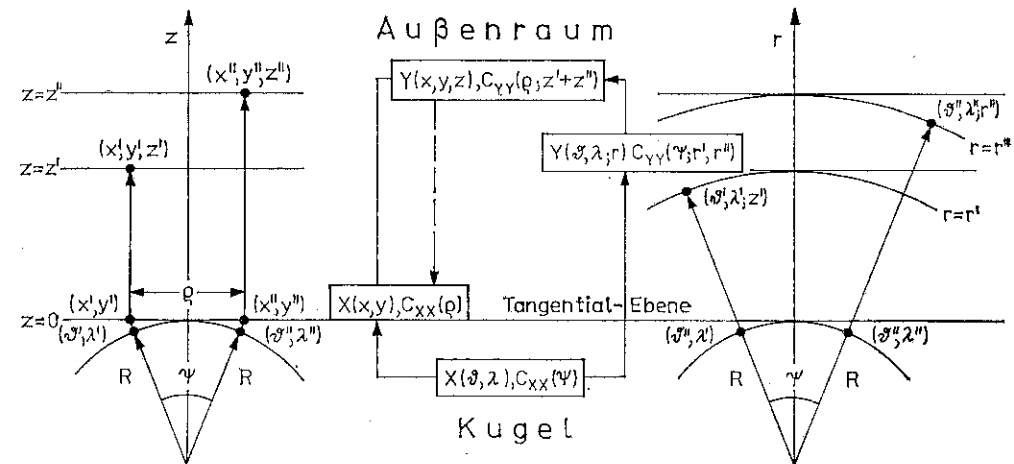 z
Außenraum
r
(x",y",z")
z=z"
Y(x,y,z),C_YY(ϱ;z'+z")
(ϑ",λ";r")
(x',y',z')
z=z'
Y(ϑ,λ;r) C_YY(Ψ;r',r")
r=r"
(ϑ',λ';z')
r=r'
ϱ
(x',y')
(x",y")
X(x,y),C_XX(ϱ)
Tangential-Ebene
z=0
(ϑ',λ')
(ϑ",λ")
(ϑ",λ')
(ϑ",λ")
R
Ψ
R
X(ϑ,λ),C_XX(Ψ)
R
Ψ
R
Kugel